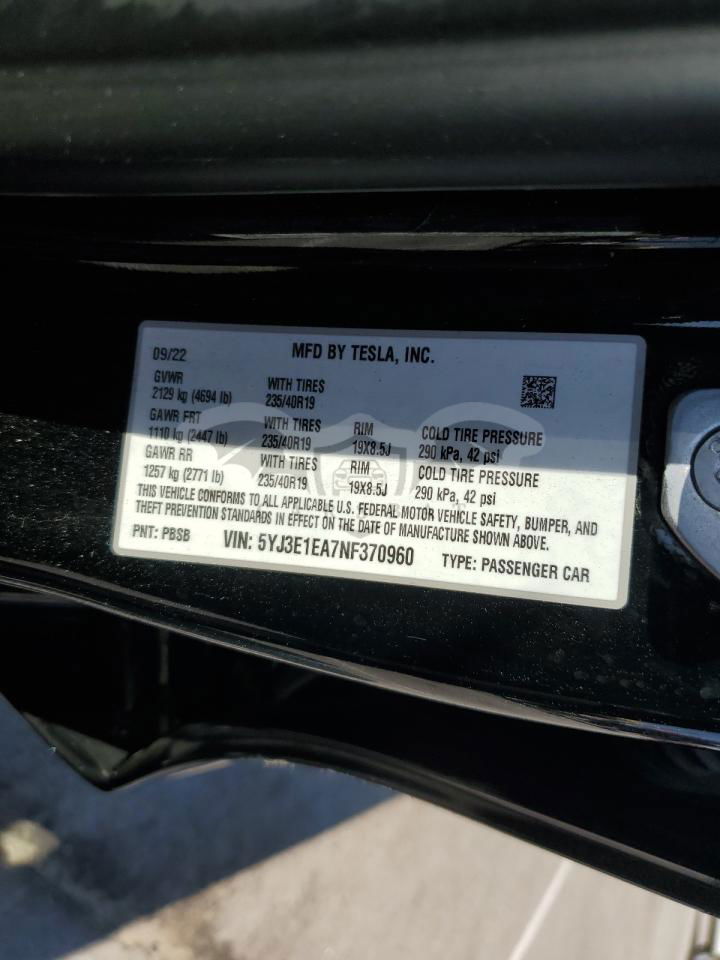 09/22 MFD BY TESLA, INC.
GVWR WITH TIRES
2129 kg (4694 lb) 235/40R19
GAWR FRT WITH TIRES RIM COLD TIRE PRESSURE
1110 kg (2447 lb) 235/40R19 19X8.5J 290 kPa, 42 psi
GAWR RR WITH TIRES RIM COLD TIRE PRESSURE
1257 kg (2771 lb) 235/40R19 19X8.5J 290 kPa, 42 psi
THIS VEHICLE CONFORMS TO ALL APPLICABLE U.S. FEDERAL MOTOR VEHICLE SAFETY, BUMPER, AND
THEFT PREVENTION STANDARDS IN EFFECT ON THE DATE OF MANUFACTURE SHOWN ABOVE.
PNT: PBSB VIN: 5YJ3E1EA7NF370960 TYPE: PASSENGER CAR